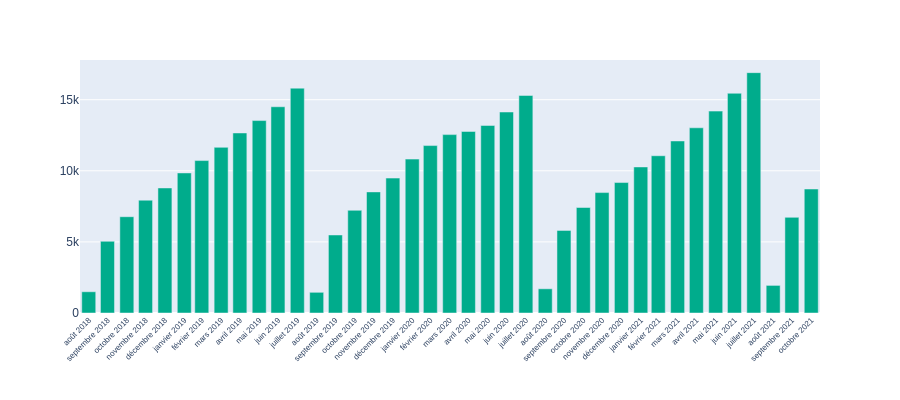 15k
10k
5k
0
août 2018
septembre 2018
octobre 2018
novembre 2018
décembre 2018
janvier 2019
février 2019
mars 2019
avril 2019
mai 2019
juin 2019
juillet 2019
août 2019
septembre 2019
octobre 2019
novembre 2019
décembre 2019
janvier 2020
février 2020
mars 2020
avril 2020
mai 2020
juin 2020
juillet 2020
août 2020
septembre 2020
octobre 2020
novembre 2020
décembre 2020
janvier 2021
février 2021
mars 2021
avril 2021
mai 2021
juin 2021
juillet 2021
août 2021
septembre 2021
octobre 2021